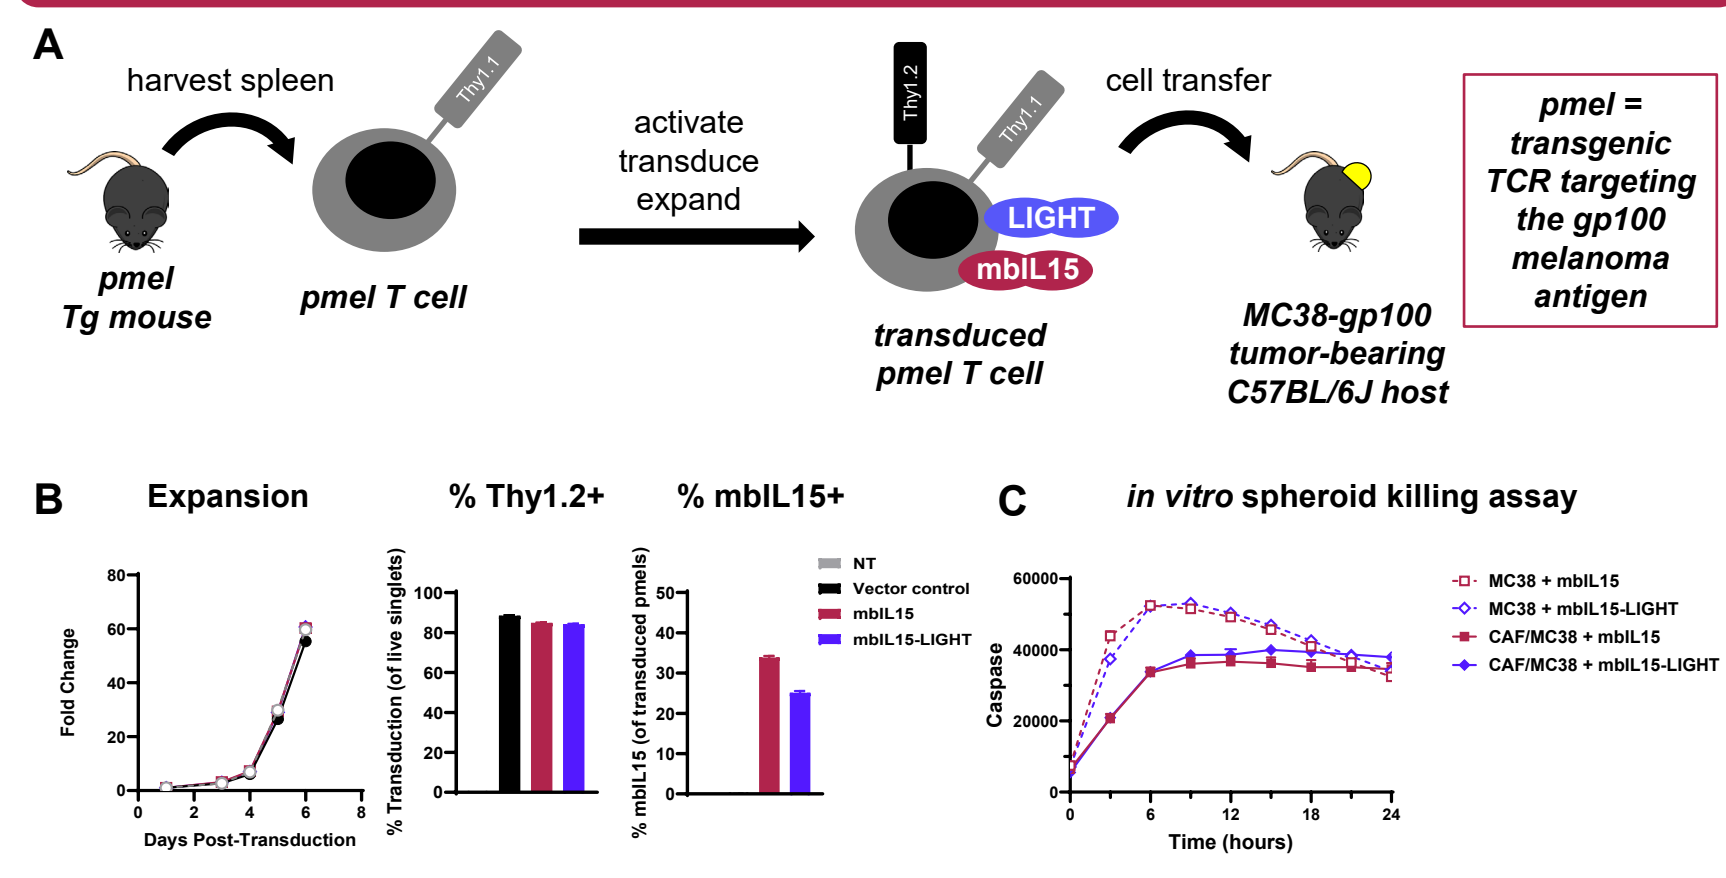 A
harvest spleen
Thy1.1
pmel
Tg mouse
pmel T cell
activate
transduce
expand
Thy1.2
Thy1.1
LIGHT
mbIL15
transduced
pmel T cell
cell transfer
MC38-gp100
tumor-bearing
C57BL/6J host
pmel =
transgenic
TCR targeting
the gp100
melanoma
antigen
B
Expansion
Fold Change
80
60
40
20
0
0 2 4 6 8
Days Post-Transduction
% Thy1.2+
% Transduction (of live singlets)
100
80
60
40
20
0
% mbIL15+
% mbIL15 (of transduced pmels)
50
40
30
20
10
0
NT
Vector control
mbIL15
mbIL15-LIGHT
C
in vitro spheroid killing assay
Caspase
60000
40000
20000
0
0 6 12 18 24
Time (hours)
MC38 + mbIL15
MC38 + mbIL15-LIGHT
CAF/MC38 + mbIL15
CAF/MC38 + mbIL15-LIGHT